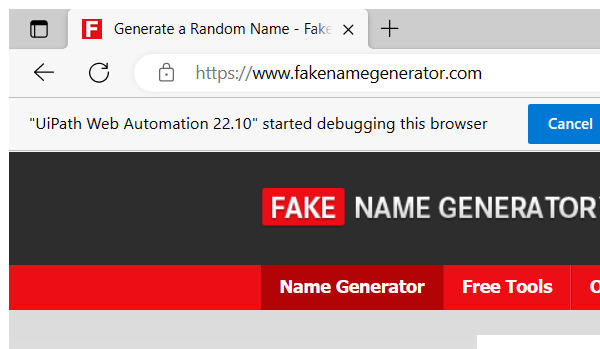 Generate a Random Name - Fake
https://www.fakenamegenerator.com
"UiPath Web Automation 22.10" started debugging this browser
Cancel
FAKE NAME GENERATOR
Name Generator Free Tools